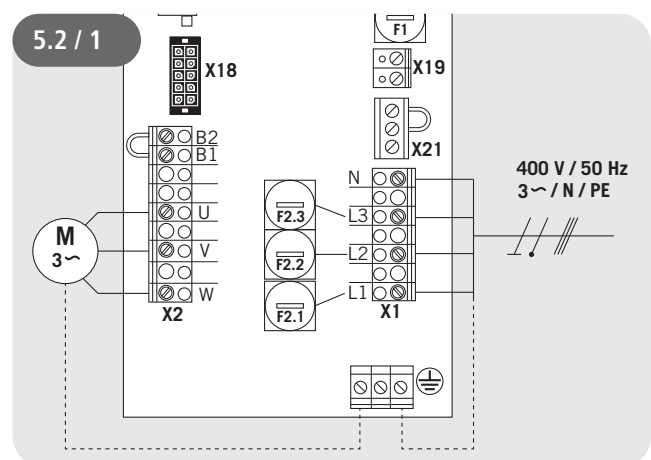 5.2 / 1
F1
X18
X19
X21
B2
B1
U
V
W
X2
M
3~
F2.3
F2.2
F2.1
N
L3
L2
L1
X1
400 V / 50 Hz
3~ / N / PE